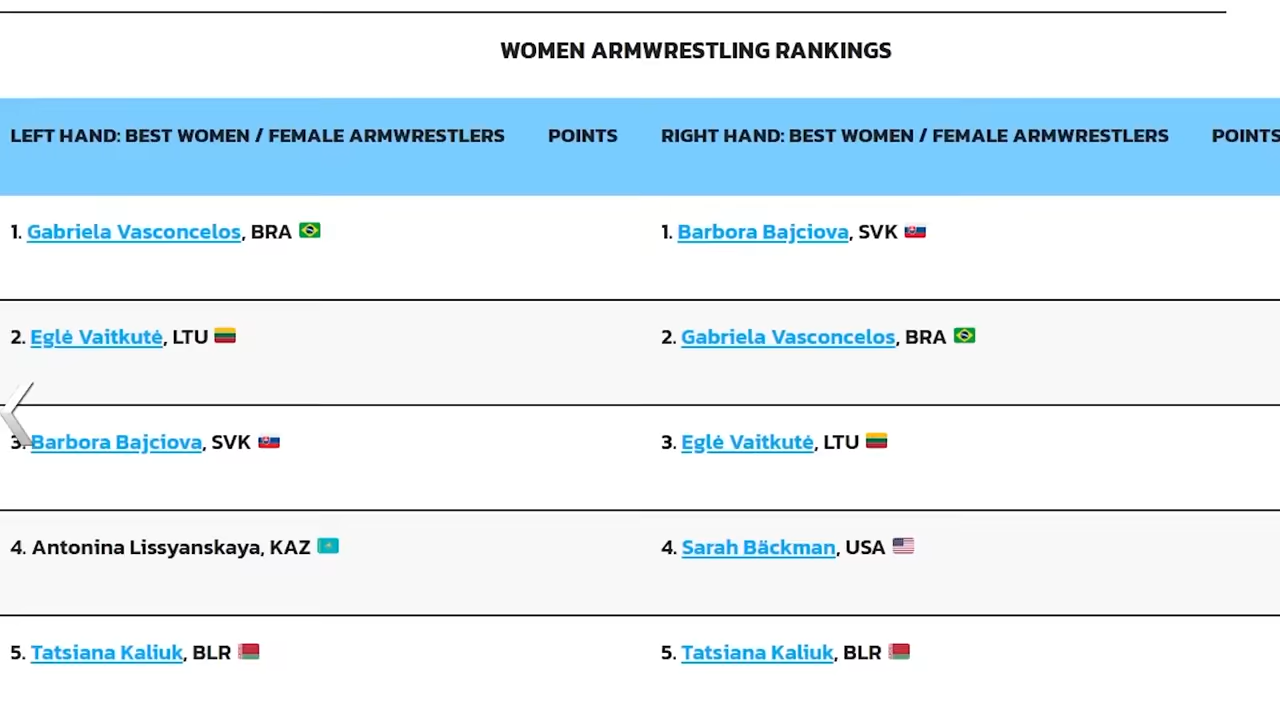 WOMEN ARMWRESTLING RANKINGS
LEFT HAND: BEST WOMEN / FEMALE ARMWRESTLERS POINTS RIGHT HAND: BEST WOMEN / FEMALE ARMWRESTLERS POINTS
1. Gabriela Vasconcelos, BRA 1. Barbora Bajciova, SVK
2. Eglė Vaitkutė, LTU 2. Gabriela Vasconcelos, BRA
3. Barbora Bajciova, SVK 3. Eglė Vaitkutė, LTU
4. Antonina Lissyanskaya, KAZ 4. Sarah Bäckman, USA
5. Tatsiana Kaliuk, BLR 5. Tatsiana Kaliuk, BLR